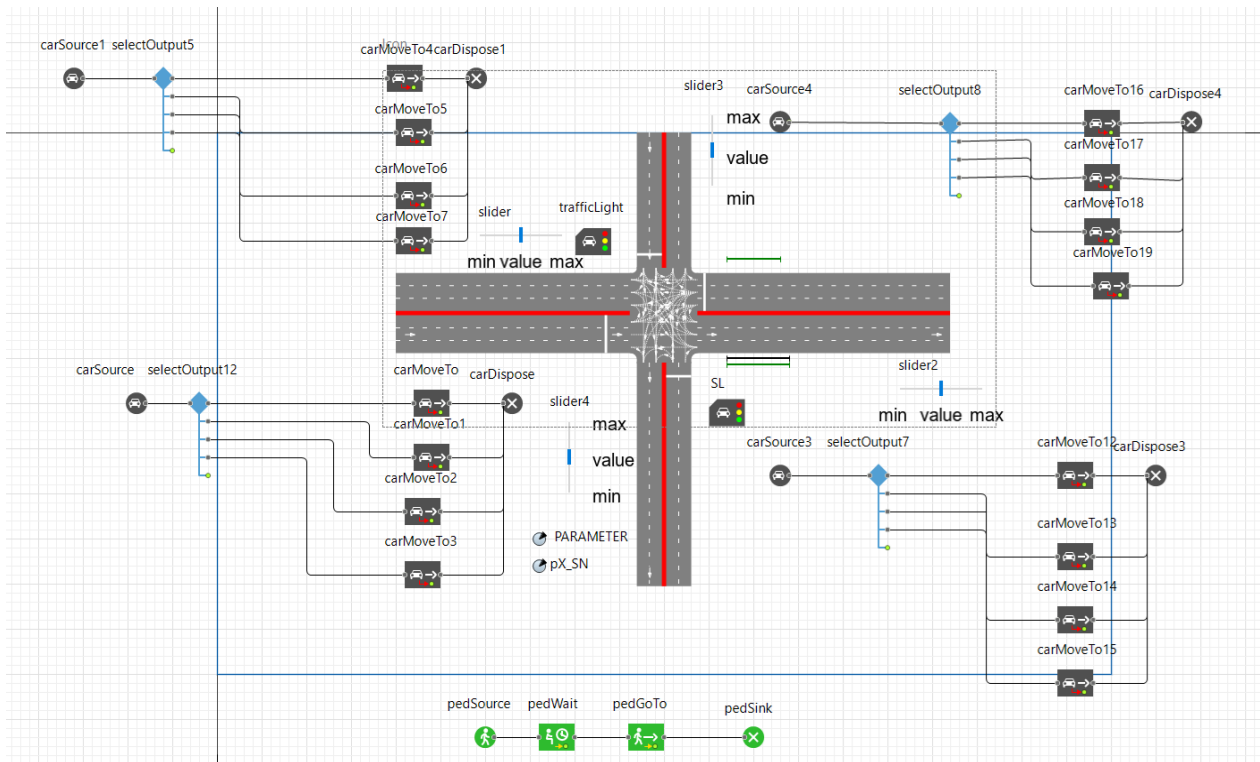 Icon
carSource1 selectOutput5
carMoveTo4 carDispose1
carMoveTo5
carMoveTo6
carMoveTo7
slider
min value max
trafficLight
slider3
max
value
min
carSource4
selectOutput8
carMoveTo16
carDispose4
carMoveTo17
carMoveTo18
carMoveTo19
carSource selectOutput12
carMoveTo
carDispose
carMoveTo1
carMoveTo2
carMoveTo3
slider4
max
value
min
PARAMETER
pX_SN
SL
slider2
min value max
carSource3 selectOutput7
carMoveTo12
carDispose3
carMoveTo13
carMoveTo14
carMoveTo15
pedSource pedWait pedGoTo pedSink